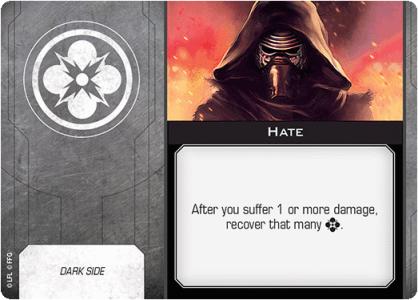 HATE
After you suffer 1 or more damage,
recover that many .
DARK SIDE
© LFL © FFG